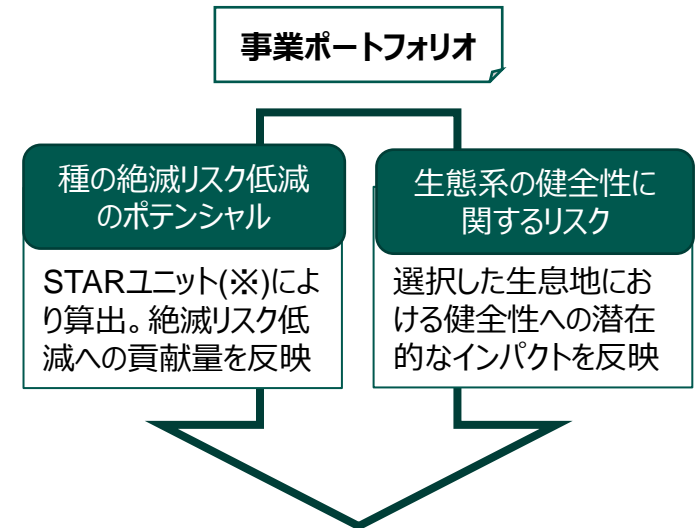 事業ポートフォリオ
種の絶滅リスク低減
のポテンシャル
STARユニット(※)によ
り算出。絶滅リスク低
減への貢献量を反映
生態系の健全性に
関するリスク
選択した生息地にお
ける健全性への潜在
的なインパクトを反映